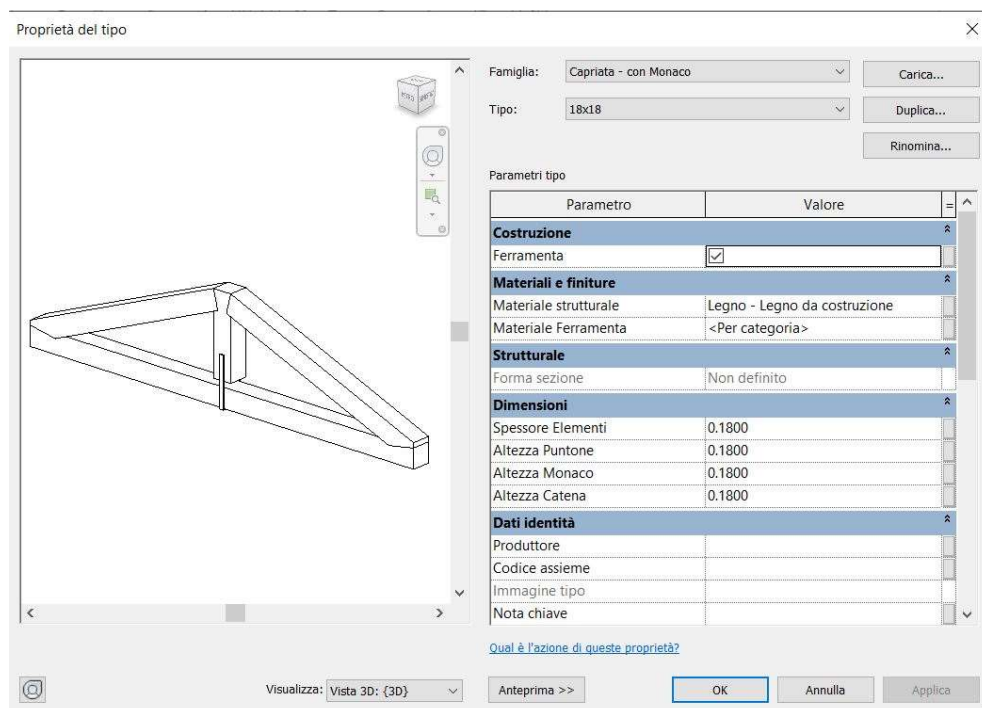 Proprietà del tipo
Famiglia: Capriata - con Monaco Carica...
Tipo: 18x18 Duplica...
Rinomina...
Parametri tipo
Parametro Valore =
Costruzione
Ferramenta
Materiali e finiture
Materiale strutturale Legno - Legno da costruzione
Materiale Ferramenta <Per categoria>
Strutturale
Forma sezione Non definito
Dimensioni
Spessore Elementi 0.1800
Altezza Puntone 0.1800
Altezza Monaco 0.1800
Altezza Catena 0.1800
Dati identità
Produttore
Codice assieme
Immagine tipo
Nota chiave
Qual è l'azione di queste proprietà?
Visualizza: Vista 3D: {3D} Anteprima >> OK Annulla Applica